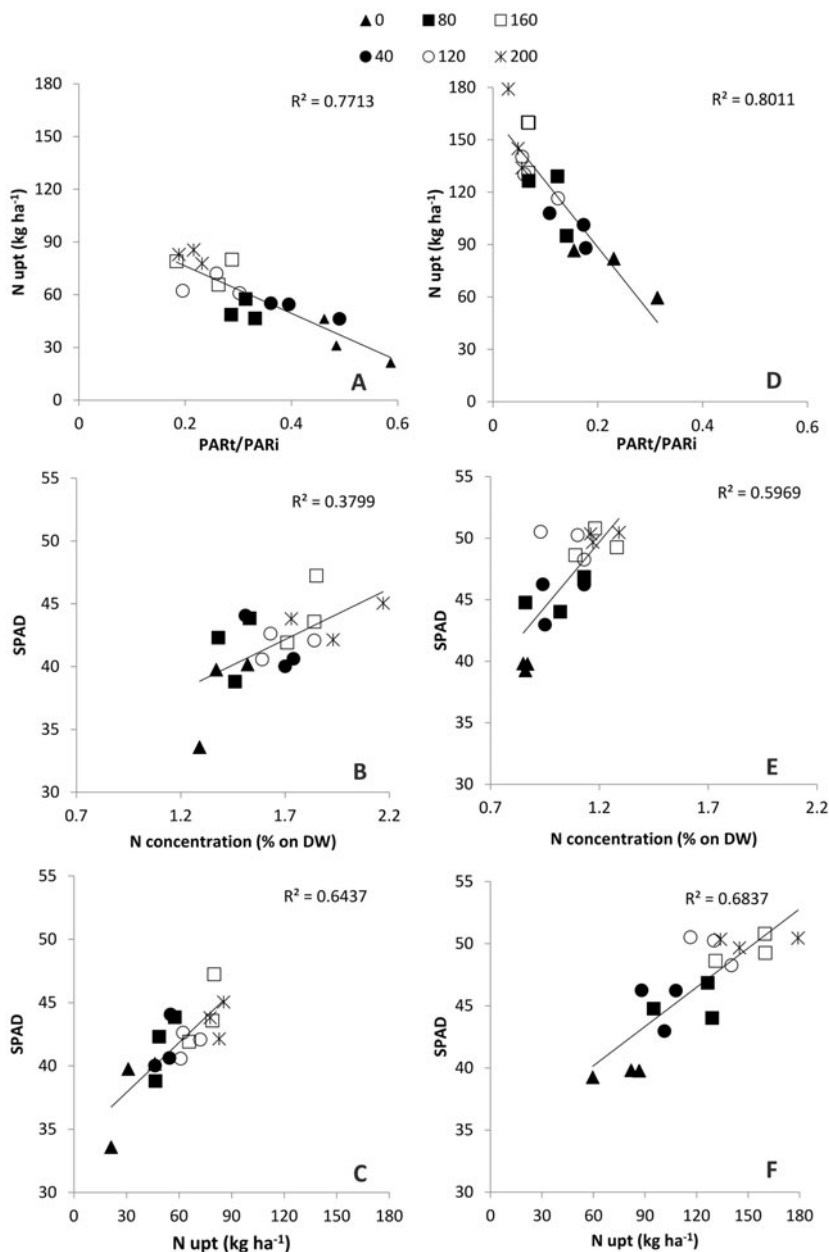 0 80 160
40 120 200
R² = 0.7713
180
150
120
90
60
30
0
N upt (kg ha⁻¹)
0 0.2 0.4 0.6
PARt/PARi
A
R² = 0.8011
180
150
120
90
60
30
0
N upt (kg ha⁻¹)
0 0.2 0.4 0.6
PARt/PARi
D
R² = 0.3799
55
50
45
40
35
30
SPAD
0.7 1.2 1.7 2.2
N concentration (% on DW)
B
R² = 0.5969
55
50
45
40
35
30
SPAD
0.7 1.2 1.7 2.2
N concentration (% on DW)
E
R² = 0.6437
55
50
45
40
35
30
SPAD
0 30 60 90 120 150 180
N upt (kg ha⁻¹)
C
R² = 0.6837
55
50
45
40
35
30
SPAD
0 30 60 90 120 150 180
N upt (kg ha⁻¹)
F